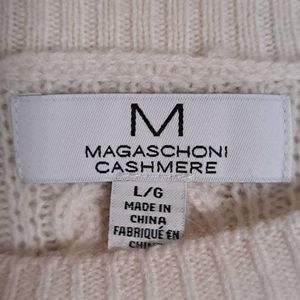 M
MAGASCHONI
CASHMERE
L/G
MADE IN
CHINA
FABRIQUÉ EN